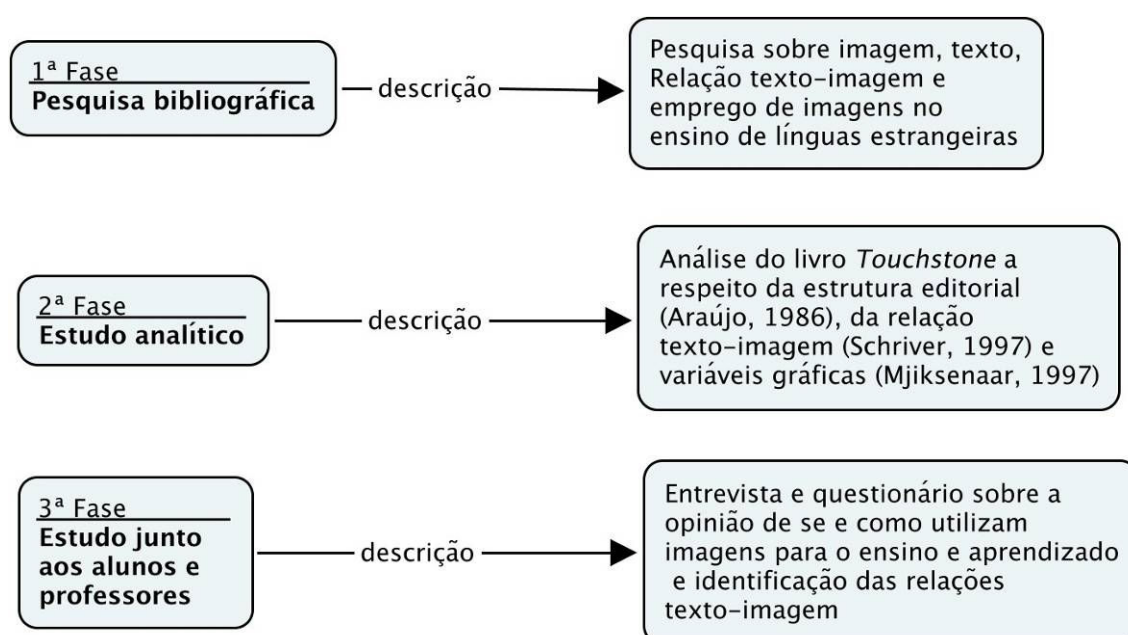 1ª Fase
Pesquisa bibliográfica
descrição
Pesquisa sobre imagem, texto,
Relação texto-imagem e
emprego de imagens no
ensino de línguas estrangeiras
2ª Fase
Estudo analítico
descrição
Análise do livro Touchstone a
respeito da estrutura editorial
(Araújo, 1986), da relação
texto-imagem (Schriver, 1997) e
variáveis gráficas (Mjiksenaar, 1997)
3ª Fase
Estudo junto
aos alunos e
professores
descrição
Entrevista e questionário sobre a
opinião de se e como utilizam
imagens para o ensino e aprendizado
e identificação das relações
texto-imagem